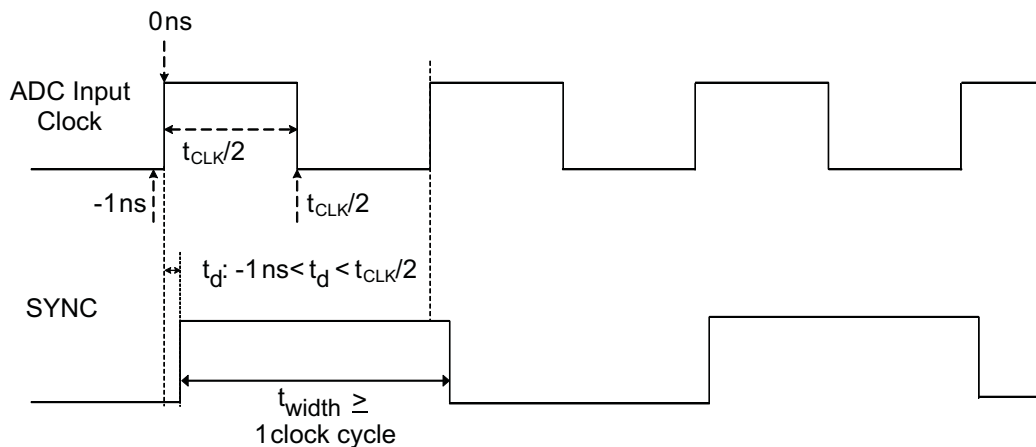 0ns
ADC Input
Clock
tCLK/2
-1ns
tCLK/2
td: -1ns< td < tCLK/2
SYNC
twidth ≥
1clock cycle